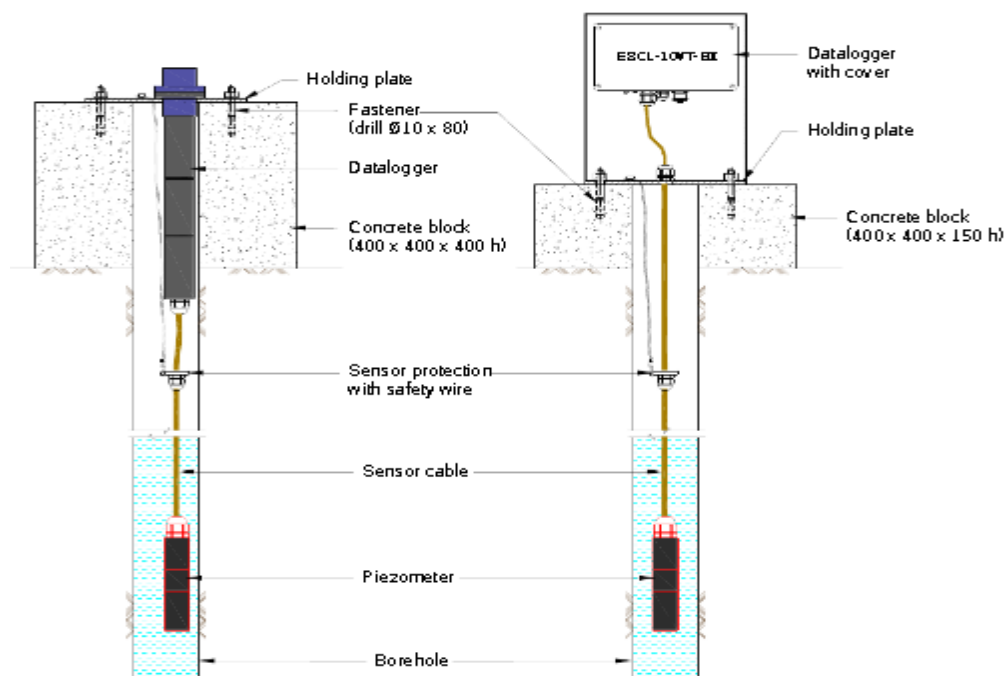 Holding plate
Fastener
(drill Ø10 x 80)
Datalogger
Concrete block
(400 x 400 x 400 h)
Sensor protection
with safety wire
Sensor cable
Piezometer
Borehole
Datalogger
with cover
Holding plate
Concrete block
(400 x 400 x 150 h)